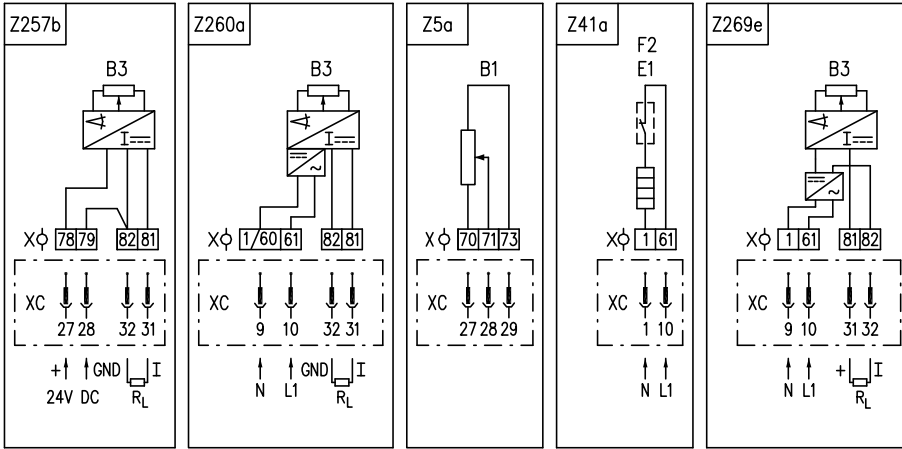 Z257b
B3
I
X 78 79 82 81
XC
27 28 32 31
+ GND I
24V DC RL
Z260a
B3
I
~
X 1/60 61 82 81
XC
9 10 32 31
GND I
N L1 RL
Z5a
B1
X 70 71 73
XC
27 28 29
Z41a
F2
E1
X 1 61
XC
1 10
N L1
Z269e
B3
I
~
X 1 61 81 82
XC
9 10 31 32
+ I
N L1 RL